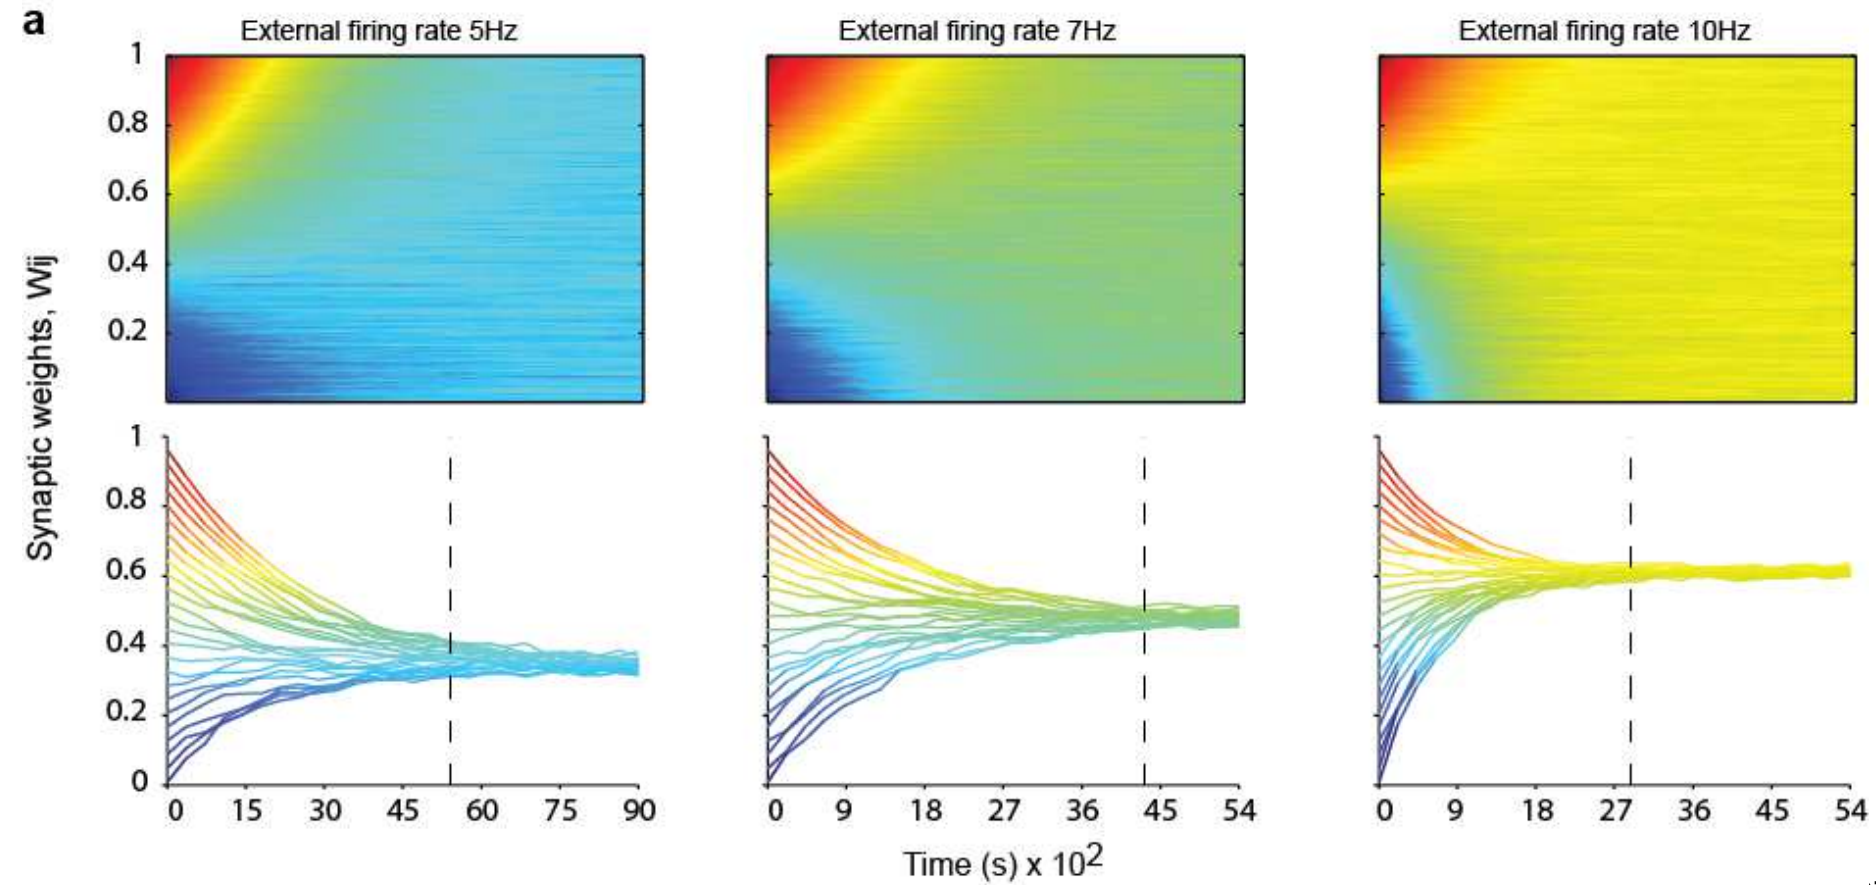 a
External firing rate 5Hz
External firing rate 7Hz
External firing rate 10Hz
Synaptic weights, Wij
1
0.8
0.6
0.4
0.2
1
0.8
0.6
0.4
0.2
0
0 15 30 45 60 75 90
0 9 18 27 36 45 54
0 9 18 27 36 45 54
Time (s) x 10²